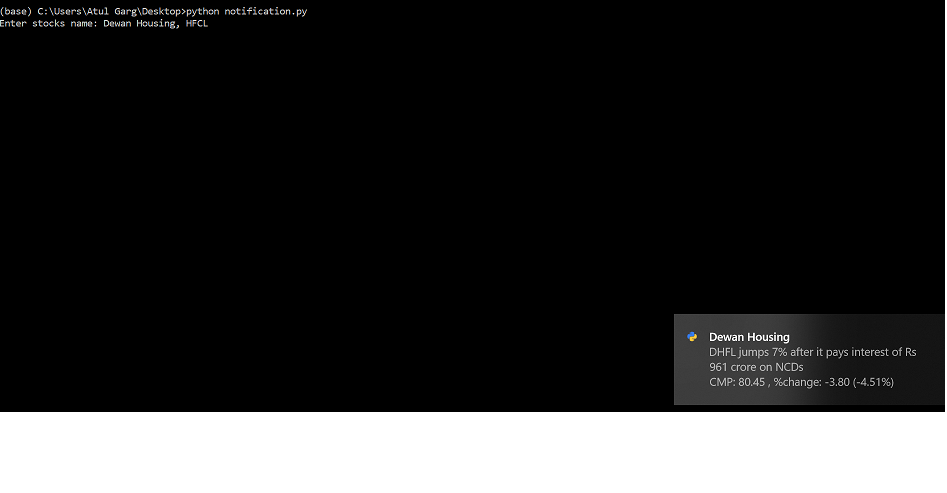 (base) C:\Users\Atul Garg\Desktop>python notification.py
Enter stocks name: Dewan Housing, HFCL
Dewan Housing
DHFL jumps 7% after it pays interest of Rs
961 crore on NCDs
CMP: 80.45 , %change: -3.80 (-4.51%)